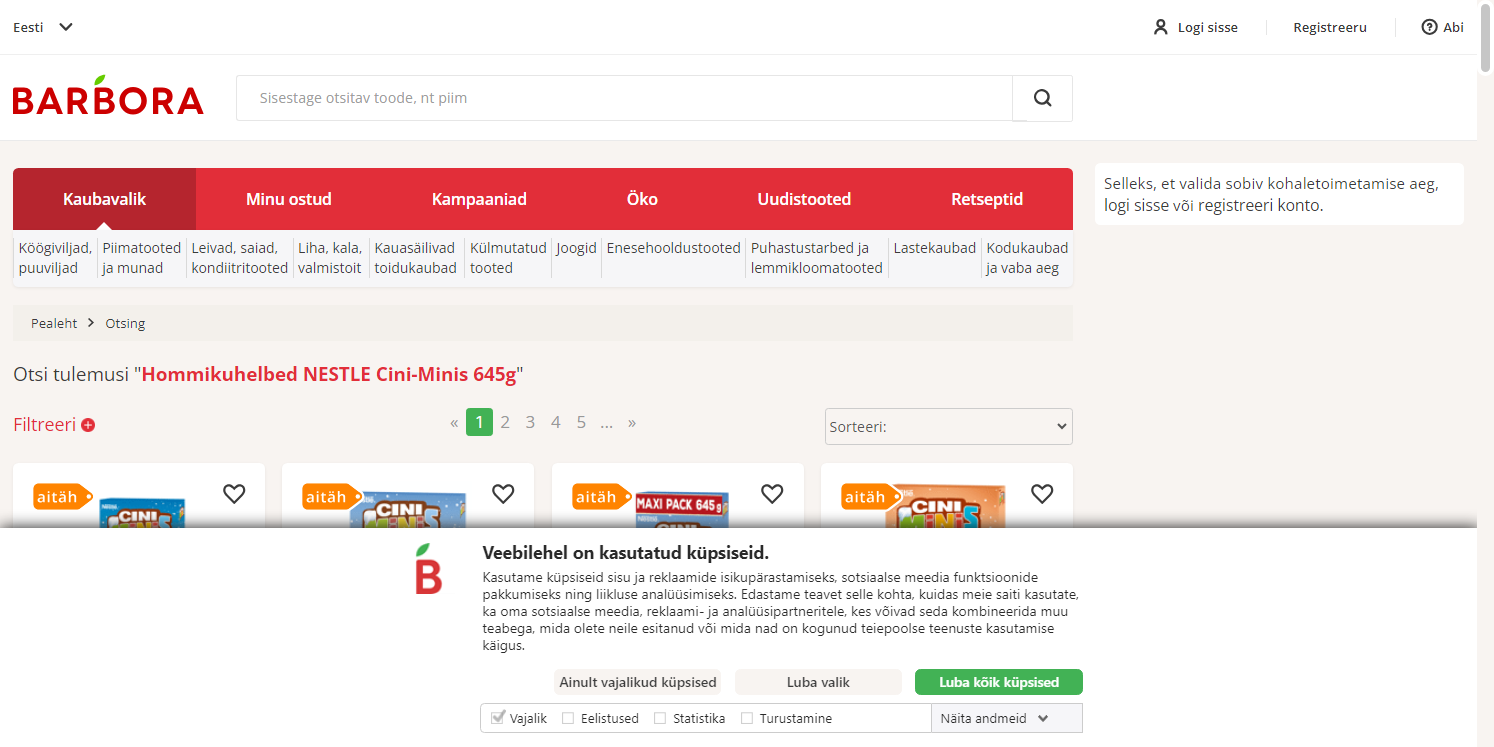 Eesti
Logi sisse
Registreeru
Abi
BARBORA
Sisestage otsitav toode, nt piim
Kaubavalik
Minu ostud
Kampaaniad
Öko
Uudistooted
Retseptid
Selleks, et valida sobiv kohaletoimetamise aeg,
logi sisse või registreeri konto.
Köögiviljad,
puuviljad
Piimatooted
ja munad
Leivad, saiad,
kondiitritooted
Liha, kala,
valmistoit
Kauasäilivad
toidukaubad
Külmutatud
tooted
Joogid
Enesehooldustooted
Puhastustarbed ja
lemmikloomatooted
Lastekaubad
Kodukaubad
ja vaba aeg
Pealeht > Otsing
Otsi tulemusi "Hommikuhelbed NESTLE Cini-Minis 645g"
Filtreeri
« 1 2 3 4 5 ... »
Sorteeri:
aitäh
CINI
aitäh
CINI
MINIS
aitäh
MAXI PACK 645g
CINI
aitäh
CINI
MINIS
B
Veebilehel on kasutatud küpsiseid.
Kasutame küpsiseid sisu ja reklaamide isikupärastamiseks, sotsiaalse meedia funktsioonide
pakkumiseks ning liikluse analüüsimiseks. Edastame teavet selle kohta, kuidas meie saiti kasutate,
ka oma sotsiaalse meedia, reklaami- ja analüüsipartneritele, kes võivad seda kombineerida muu
teabega, mida olete neile esitanud või mida nad on kogunud teiepoolse teenuste kasutamise
käigus.
Ainult vajalikud küpsised
Luba valik
Luba kõik küpsised
Vajalik
Eelistused
Statistika
Turustamine
Näita andmeid